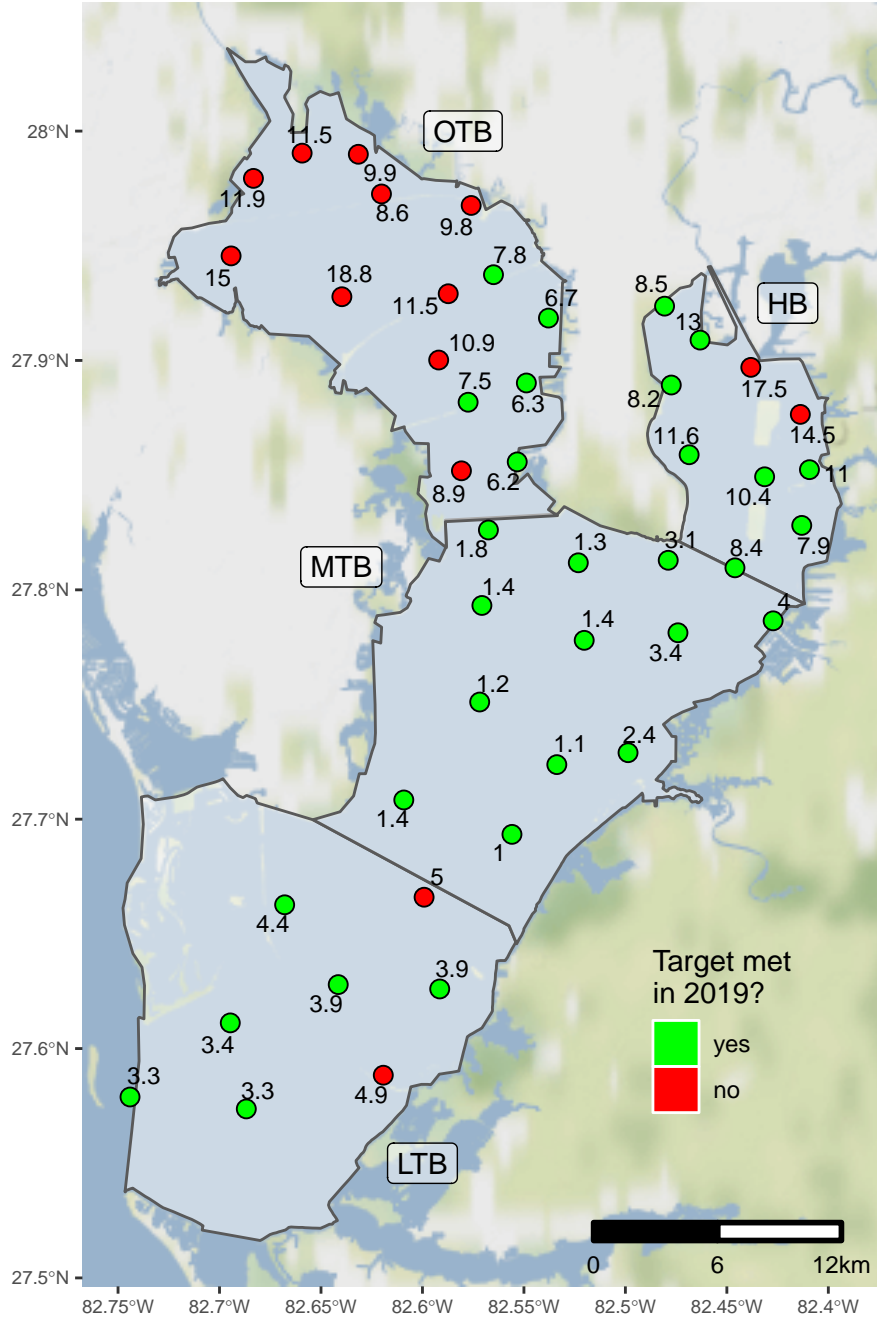 28°N
27.9°N
27.8°N
27.7°N
27.6°N
27.5°N
OTB
11.5
9.9
11.9
8.6
9.8
15
7.8
18.8
11.5
6.7
10.9
7.5
6.3
8.9
6.2
HB
8.5
13
17.5
8.2
14.5
11.6
11
10.4
7.9
8.4
MTB
1.8
1.3
3.1
1.4
4
1.4
3.4
1.2
1.1
2.4
1.4
1
5
4.4
3.9
3.9
3.4
3.3
3.3
4.9
LTB
Target met
in 2019?
yes
no
0 6 12km
82.75°W 82.7°W 82.65°W 82.6°W 82.55°W 82.5°W 82.45°W 82.4°W